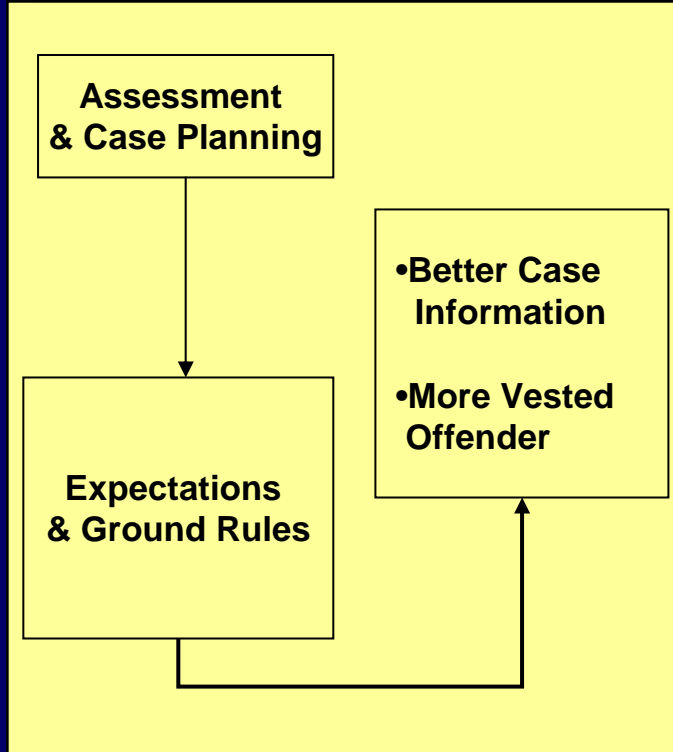 Assessment
& Case Planning
Expectations
& Ground Rules
•Better Case
Information
•More Vested
Offender